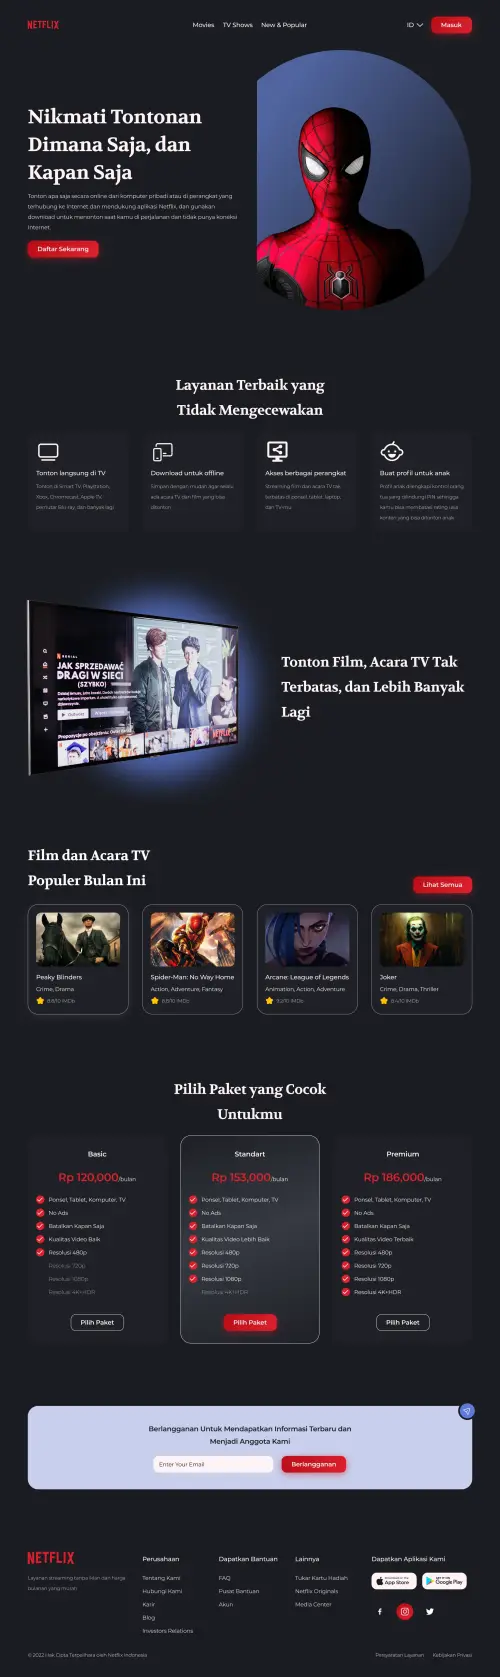 NETFLIX
Movies TV Shows New & Popular
ID
Masuk
Nikmati Tontonan
Dimana Saja, dan
Kapan Saja
Tonton apa saja secara online dari komputer pribadi atau di perangkat yang
terhubung ke Internet dan mendukung aplikasi Netflix, dan gunakan
download untuk menonton saat kamu di perjalanan dan tidak punya koneksi
internet.
Daftar Sekarang
Layanan Terbaik yang
Tidak Mengecewakan
Tonton langsung di TV
Tonton di Smart TV, PlayStation,
Xbox, Chromecast, Apple TV,
pemutar Blu-ray, dan banyak lagi
Download untuk offline
Simpan dengan mudah agar selalu
ada acara TV dan film yang bisa
ditonton
Akses berbagai perangkat
Streaming film dan acara TV tak
terbatas di ponsel, tablet, laptop
dan TV-mu
Buat profil untuk anak
Profil anak dilengkapi kontrol orang
tua yang dilindungi PIN sehingga
kamu bisa membatasi rating usia
konten yang bisa ditonton anak
SERIAL
JAK SPRZEDAWAĆ
DRAGI W SIECI
(SZYBKO)
NETFLIX
Tonton Film, Acara TV Tak
Terbatas, dan Lebih Banyak
Lagi
Film dan Acara TV
Populer Bulan Ini
Lihat Semua
Peaky Blinders
Crime, Drama
8.8/10 IMDb
Spider-Man: No Way Home
Action, Adventure, Fantasy
Arcane: League of Legends
Animation, Action, Adventure
Joker
Crime, Drama, Thriller
8.4/10 IMDb
Pilih Paket yang Cocok
Untukmu
Basic
Rp 120,000/bulan
Ponsel, Tablet, Komputer, TV
No Ads
Batalkan Kapan Saja
Kualitas Video Baik
Resolusi 480p
Resolusi 720p
Resolusi 1080p
Resolusi 4K+HDR
Pilih Paket
Standart
Rp 153,000/bulan
Ponsel, Tablet, Komputer, TV
No Ads
Batalkan Kapan Saja
Kualitas Video Lebih Baik
Resolusi 480p
Resolusi 720p
Resolusi 1080p
Resolusi 4K+HDR
Pilih Paket
Premium
Rp 186,000/bulan
Ponsel, Tablet, Komputer, TV
No Ads
Batalkan Kapan Saja
Kualitas Video Terbaik
Resolusi 480p
Resolusi 720p
Resolusi 1080p
Resolusi 4K+HDR
Pilih Paket
Berlangganan Untuk Mendapatkan Informasi Terbaru dan
Menjadi Anggota Kami
Enter Your Email
Berlangganan
NETFLIX
Layanan streaming tanpa iklan dan harga
bulanan yang murah
Perusahaan
Tentang Kami
Hubungi Kami
Karir
Blog
Investors Relations
Dapatkan Bantuan
FAQ
Pusat Bantuan
Akun
Lainnya
Tukar Kartu Hadiah
Netflix Originals
Media Center
Dapatkan Aplikasi Kami
App Store
GET IT ON
Google Play
© 2022 Hak Cipta Terpelihara oleh Netflix Indonesia
Persyaratan Layanan Kebijakan Privasi